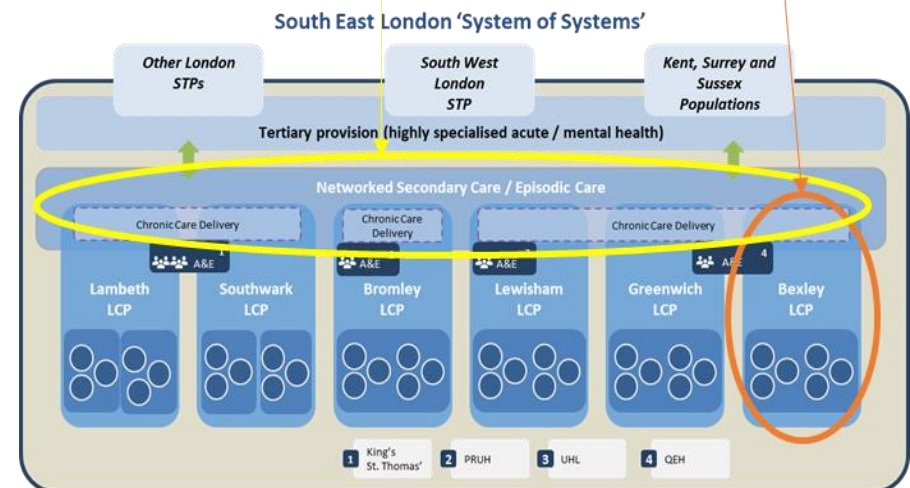 South East London ‘System of Systems’
Other London
STPs
South West
London
STP
Kent, Surrey and
Sussex
Populations
Tertiary provision (highly specialised acute / mental health)
Networked Secondary Care / Episodic Care
Chronic Care Delivery
Chronic Care
Delivery
Chronic Care Delivery
1
A&E
A&E
A&E
4
A&E
Lambeth
LCP
Southwark
LCP
Bromley
LCP
Lewisham
LCP
Greenwich
LCP
Bexley
LCP
1 King's
St. Thomas'
2 PRUH
3 UHL
4 QEH